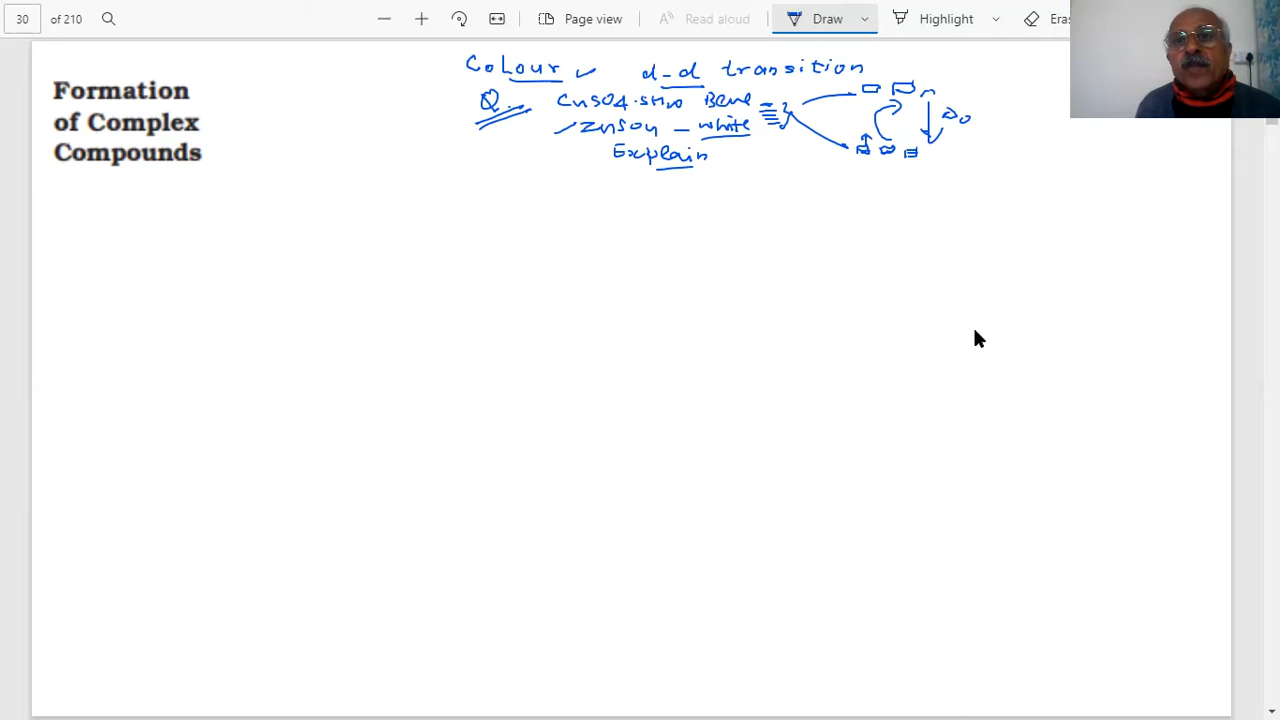 30 of 210
Page view
Read aloud
Draw
Highlight
Eras
Formation
of Complex
Compounds
Colour d-d transition
Q CuSO4.5H2O Blue
ZnSO4 - white
Explain
Δo